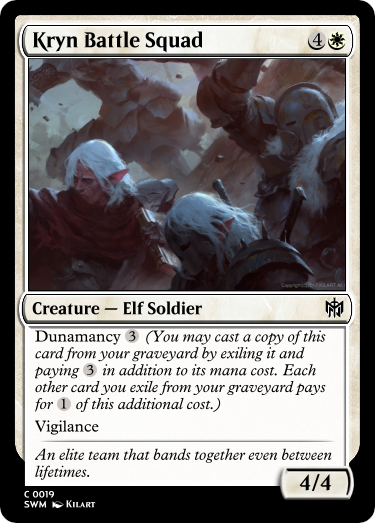 Kryn Battle Squad 4
Creature — Elf Soldier
Dunamancy 3 (You may cast a copy of this
card from your graveyard by exiling it and
paying 3 in addition to its mana cost. Each
other card you exile from your graveyard pays
for 1 of this additional cost.)
Vigilance
An elite team that bands together even between
lifetimes.
4/4
C 0019
SWM KILART